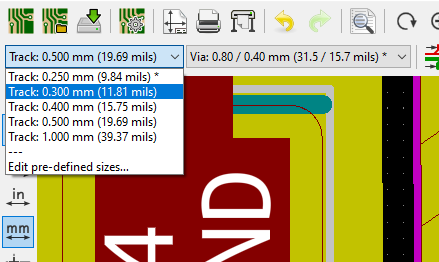 Track: 0.500 mm (19.69 mils)
Via: 0.80 / 0.40 mm (31.5 / 15.7 mils) *
Track: 0.250 mm (9.84 mils) *
Track: 0.300 mm (11.81 mils)
Track: 0.400 mm (15.75 mils)
Track: 0.500 mm (19.69 mils)
Track: 1.000 mm (39.37 mils)
---
Edit pre-defined sizes...
in
mm
4
ND